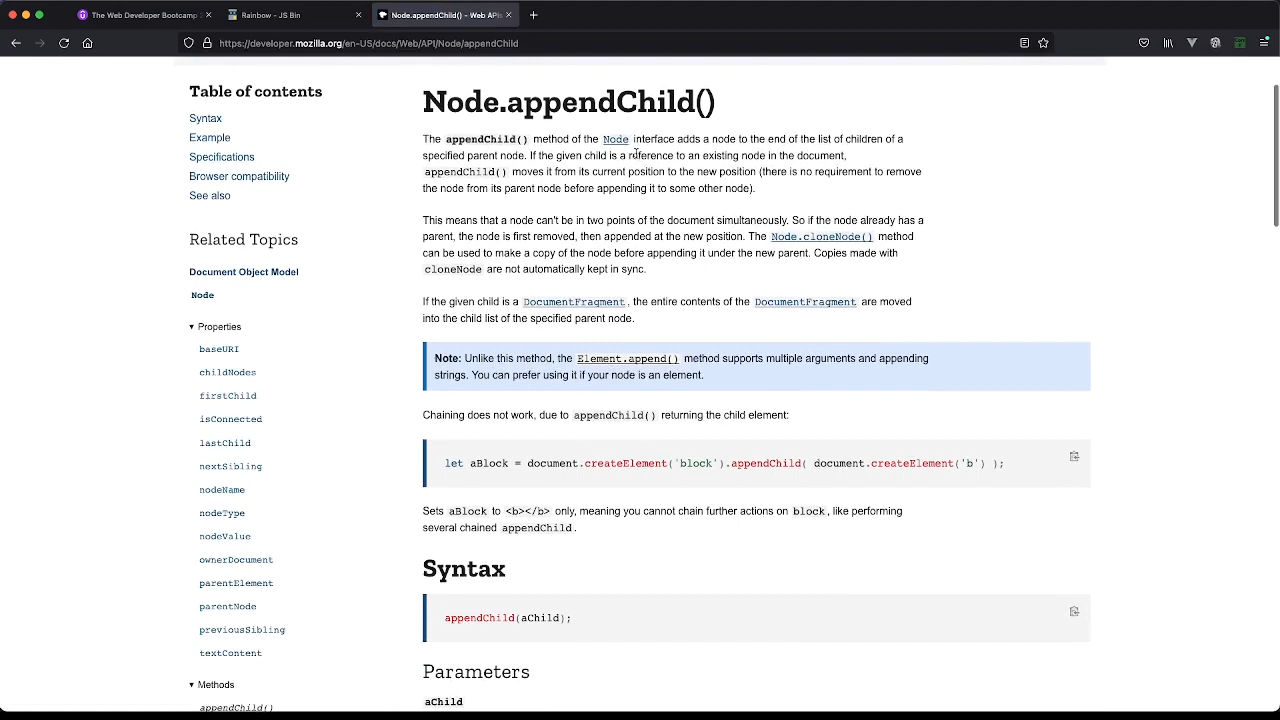 The Web Developer Bootcamp
Rainbow - JS Bin
Node.appendChild() - Web APIs
https://developer.mozilla.org/en-US/docs/Web/API/Node/appendChild
Table of contents
Syntax
Example
Specifications
Browser compatibility
See also
Related Topics
Document Object Model
Node
Properties
baseURI
childNodes
firstChild
isConnected
lastChild
nextSibling
nodeName
nodeType
nodeValue
ownerDocument
parentElement
parentNode
previousSibling
textContent
Methods
appendChild()
Node.appendChild()
The appendChild() method of the Node interface adds a node to the end of the list of children of a
specified parent node. If the given child is a reference to an existing node in the document,
appendChild() moves it from its current position to the new position (there is no requirement to remove
the node from its parent node before appending it to some other node).
This means that a node can't be in two points of the document simultaneously. So if the node already has a
parent, the node is first removed, then appended at the new position. The Node.cloneNode() method
can be used to make a copy of the node before appending it under the new parent. Copies made with
cloneNode are not automatically kept in sync.
If the given child is a DocumentFragment, the entire contents of the DocumentFragment are moved
into the child list of the specified parent node.
Note: Unlike this method, the Element.append() method supports multiple arguments and appending
strings. You can prefer using it if your node is an element.
Chaining does not work, due to appendChild() returning the child element:
let aBlock = document.createElement('block').appendChild( document.createElement('b') );
Sets aBlock to <b></b> only, meaning you cannot chain further actions on block, like performing
several chained appendChild.
Syntax
appendChild(aChild);
Parameters
aChild